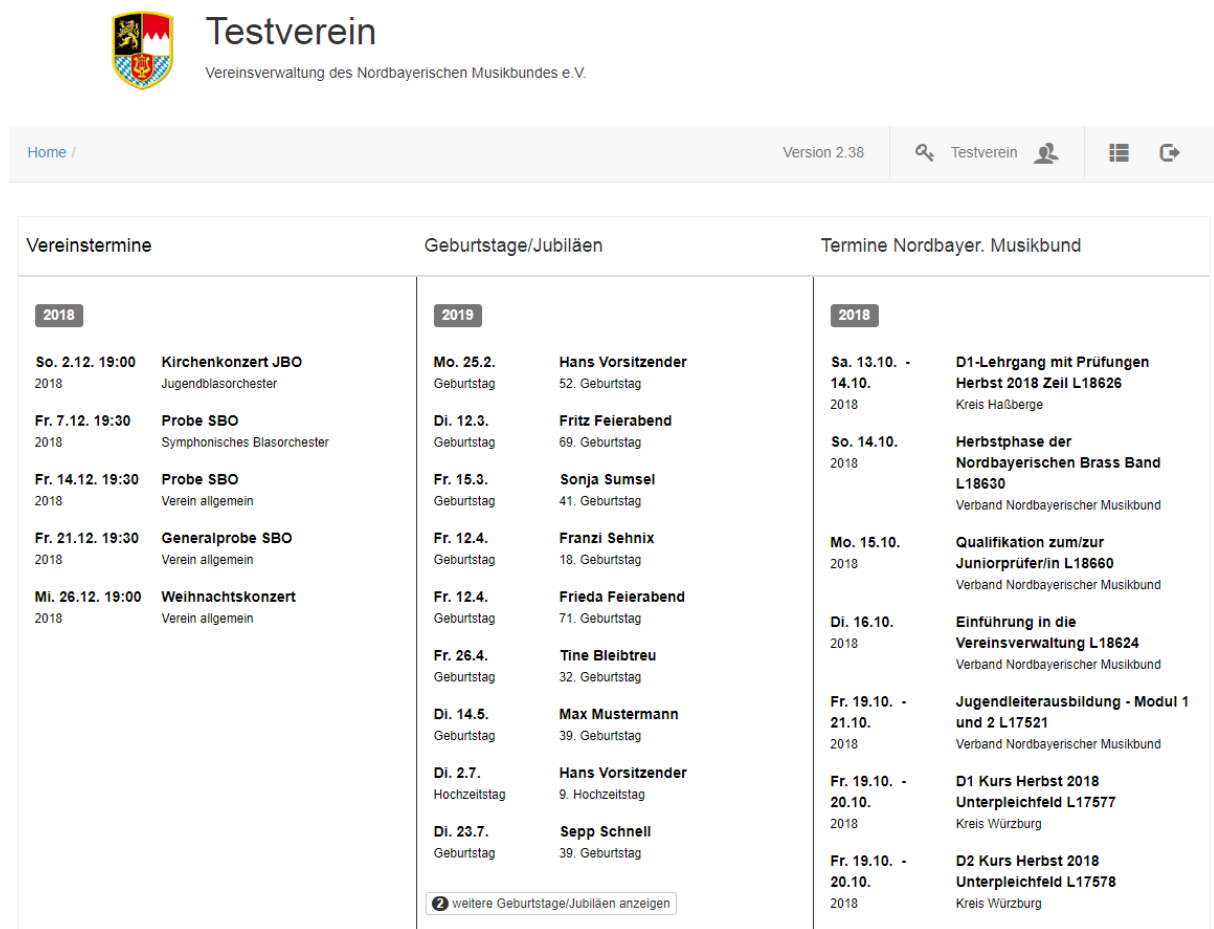 Testverein
Vereinsverwaltung des Nordbayerischen Musikbundes e.V.
Home /
Version 2.38
Testverein
Vereinstermine
2018
So. 2.12. 19:00 Kirchenkonzert JBO
2018 Jugendblasorchester
Fr. 7.12. 19:30 Probe SBO
2018 Symphonisches Blasorchester
Fr. 14.12. 19:30 Probe SBO
2018 Verein allgemein
Fr. 21.12. 19:30 Generalprobe SBO
2018 Verein allgemein
Mi. 26.12. 19:00 Weihnachtskonzert
2018 Verein allgemein
Geburtstage/Jubiläen
2019
Mo. 25.2. Hans Vorsitzender
Geburtstag 52. Geburtstag
Di. 12.3. Fritz Feierabend
Geburtstag 69. Geburtstag
Fr. 15.3. Sonja Sumsel
Geburtstag 41. Geburtstag
Fr. 12.4. Franzi Sehnix
Geburtstag 18. Geburtstag
Fr. 12.4. Frieda Feierabend
Geburtstag 71. Geburtstag
Fr. 26.4. Tine Bleibtreu
Geburtstag 32. Geburtstag
Di. 14.5. Max Mustermann
Geburtstag 39. Geburtstag
Di. 2.7. Hans Vorsitzender
Hochzeitstag 9. Hochzeitstag
Di. 23.7. Sepp Schnell
Geburtstag 39. Geburtstag
2 weitere Geburtstage/Jubiläen anzeigen
Termine Nordbayer. Musikbund
2018
Sa. 13.10. - D1-Lehrgang mit Prüfungen
14.10. Herbst 2018 Zeil L18626
2018 Kreis Haßberge
So. 14.10. Herbstphase der
2018 Nordbayerischen Brass Band
L18630
Verband Nordbayerischer Musikbund
Mo. 15.10. Qualifikation zum/zur
2018 Juniorprüfer/in L18660
Verband Nordbayerischer Musikbund
Di. 16.10. Einführung in die
2018 Vereinsverwaltung L18624
Verband Nordbayerischer Musikbund
Fr. 19.10. - Jugendleiterausbildung - Modul 1
21.10. und 2 L17521
2018 Verband Nordbayerischer Musikbund
Fr. 19.10. - D1 Kurs Herbst 2018
20.10. Unterpleichfeld L17577
2018 Kreis Würzburg
Fr. 19.10. - D2 Kurs Herbst 2018
20.10. Unterpleichfeld L17578
2018 Kreis Würzburg